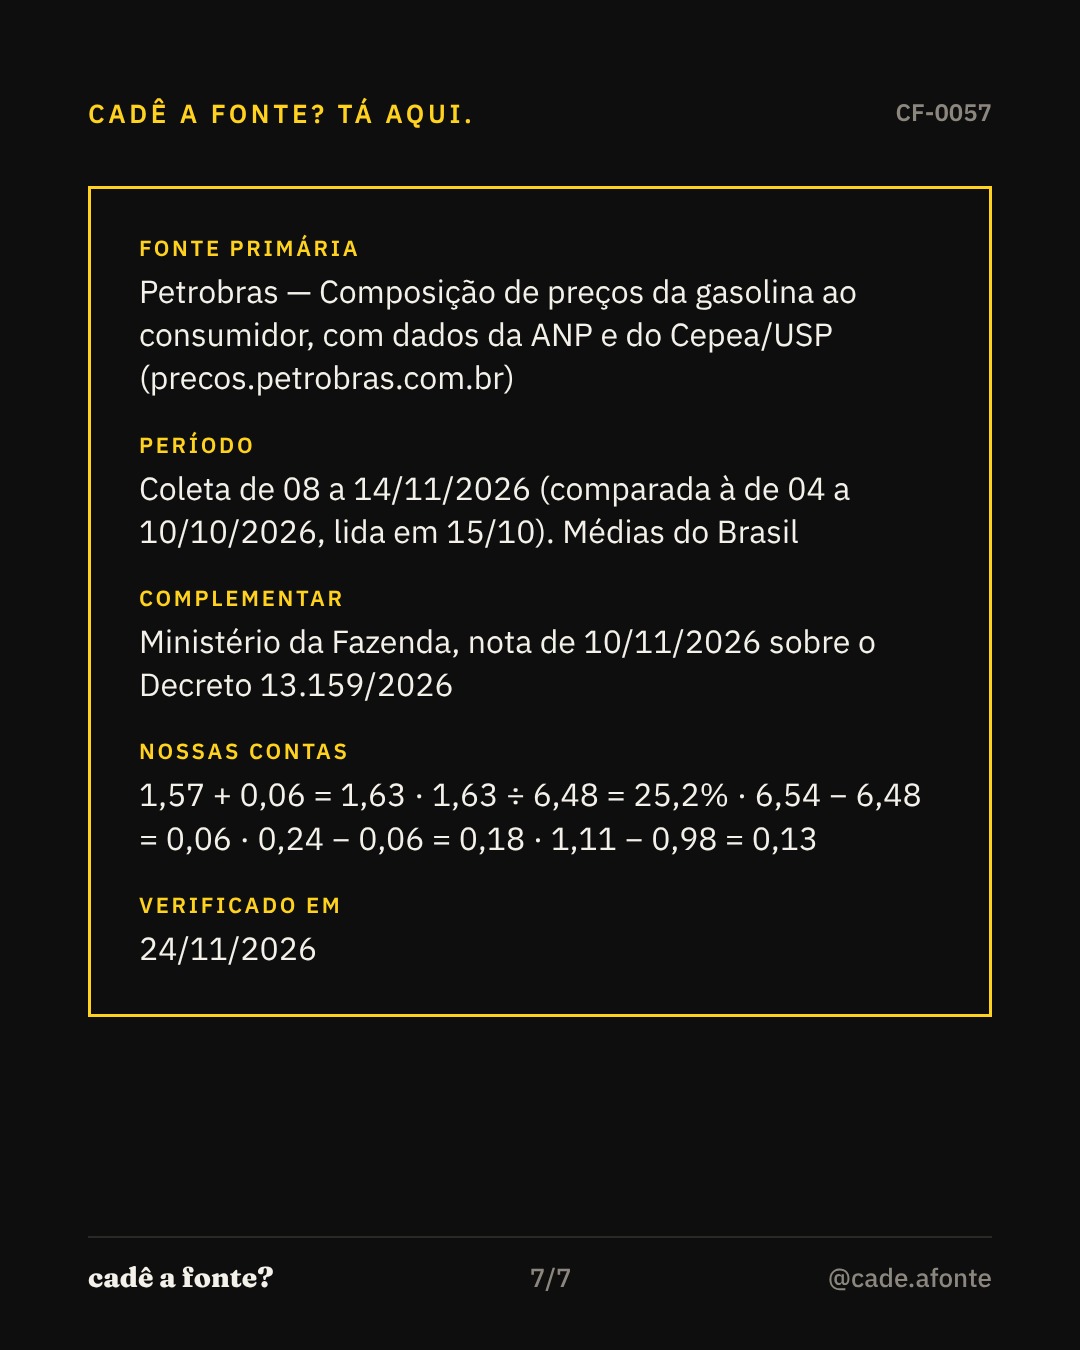 CADÊ A FONTE? TÁ AQUI.
CF-0057
FONTE PRIMÁRIA
Petrobras — Composição de preços da gasolina ao
consumidor, com dados da ANP e do Cepea/USP
(precos.petrobras.com.br)
PERÍODO
Coleta de 08 a 14/11/2026 (comparada à de 04 a
10/10/2026, lida em 15/10). Médias do Brasil
COMPLEMENTAR
Ministério da Fazenda, nota de 10/11/2026 sobre o
Decreto 13.159/2026
NOSSAS CONTAS
1,57 + 0,06 = 1,63 · 1,63 ÷ 6,48 = 25,2% · 6,54 − 6,48
= 0,06 · 0,24 − 0,06 = 0,18 · 1,11 − 0,98 = 0,13
VERIFICADO EM
24/11/2026
cadê a fonte?
7/7
@cade.afonte